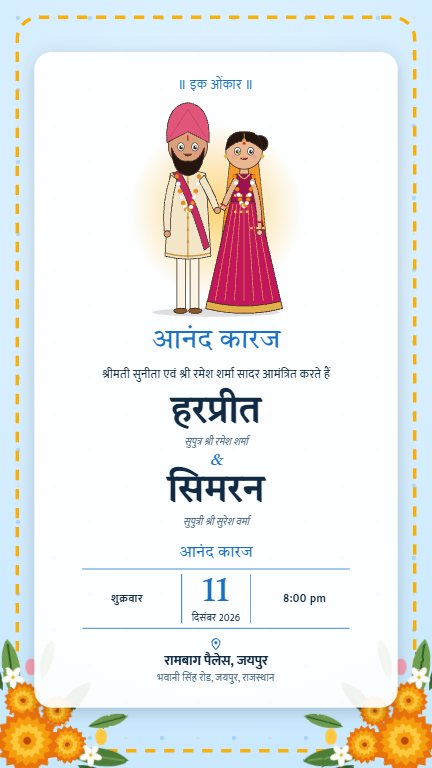 ॥ इक ओंकार ॥
आनंद कारज
श्रीमती सुनीता एवं श्री रमेश शर्मा सादर आमंत्रित करते हैं
हरप्रीत
सुपुत्र श्री रमेश शर्मा
&
सिमरन
सुपुत्री श्री सुरेश वर्मा
आनंद कारज
शुक्रवार
11
दिसंबर 2026
8:00 pm
रामबाग पैलेस, जयपुर
भवानी सिंह रोड, जयपुर, राजस्थान